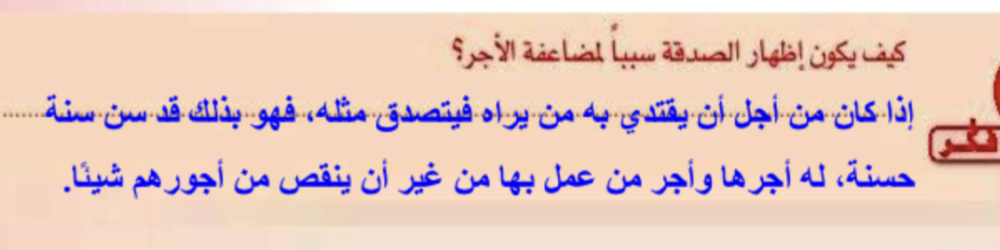 كيف يكون إظهار الصدقة سبباً لمضاعفة الأجر؟
إذا كان من أجل أن يقتدي به من يراه فيتصدق مثله، فهو بذلك قد سن سنة
فكر
حسنة، له أجرها وأجر من عمل بها من غير أن ينقص من أجورهم شيئًا.